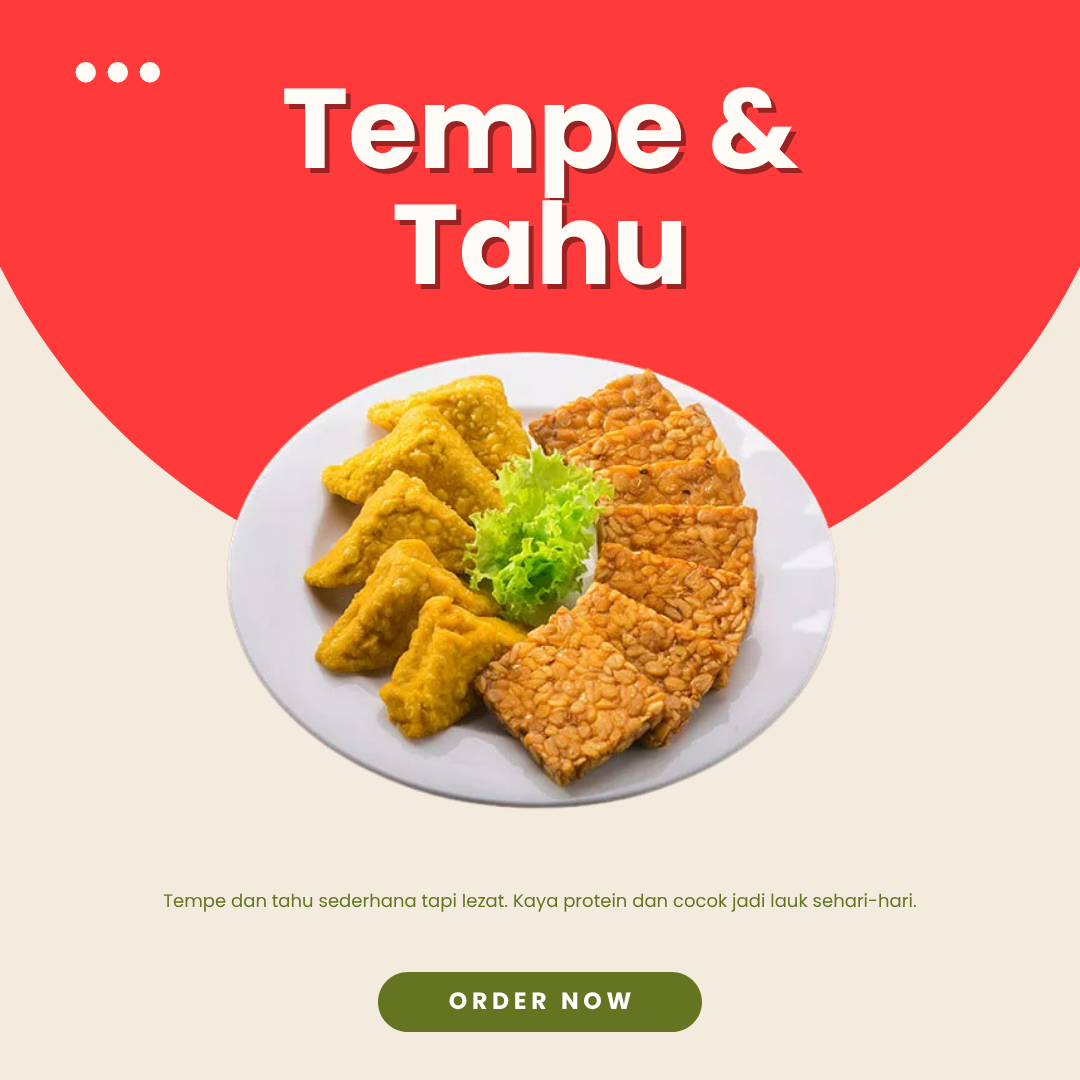 Tempe &
Tahu
Tempe dan tahu sederhana tapi lezat. Kaya protein dan cocok jadi lauk sehari-hari.
ORDER NOW